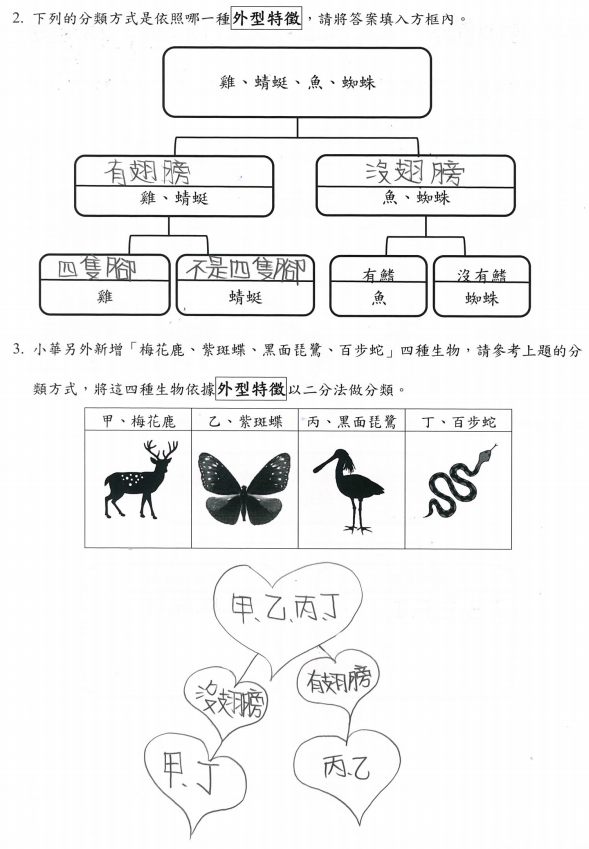 2. 下列的分類方式是依照哪一種外型特徵,請將答案填入方框內。
雞、蜻蜓、魚、蜘蛛
有翅膀
雞、蜻蜓
沒翅膀
魚、蜘蛛
四隻腳
雞
不是四隻腳
蜻蜓
有鰭
魚
沒有鰭
蜘蛛
3. 小華另外新增「梅花鹿、紫斑蝶、黑面琵鷺、百步蛇」四種生物,請參考上題的分
類方式,將這四種生物依據外型特徵以二分法做分類。
甲、梅花鹿 乙、紫斑蝶 丙、黑面琵鷺 丁、百步蛇
甲、乙、丙、丁
沒翅膀 有翅膀
甲、丁 丙、乙